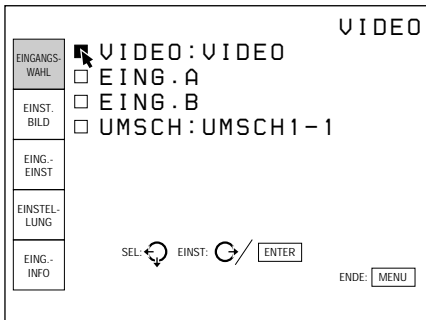 VIDEO
EINGANGS-
WAHL
EINST.
BILD
EING.-
EINST
EINSTEL-
LUNG
EING.-
INFO
VIDEO:VIDEO
EING.A
EING.B
UMSCH:UMSCH1-1
SEL: EINST: / ENTER
ENDE: MENU